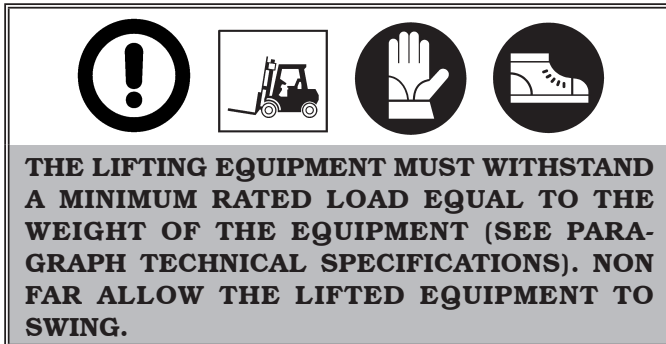 THE LIFTING EQUIPMENT MUST WITHSTAND
A MINIMUM RATED LOAD EQUAL TO THE
WEIGHT OF THE EQUIPMENT (SEE PARA-
GRAPH TECHNICAL SPECIFICATIONS). NON
FAR ALLOW THE LIFTED EQUIPMENT TO
SWING.